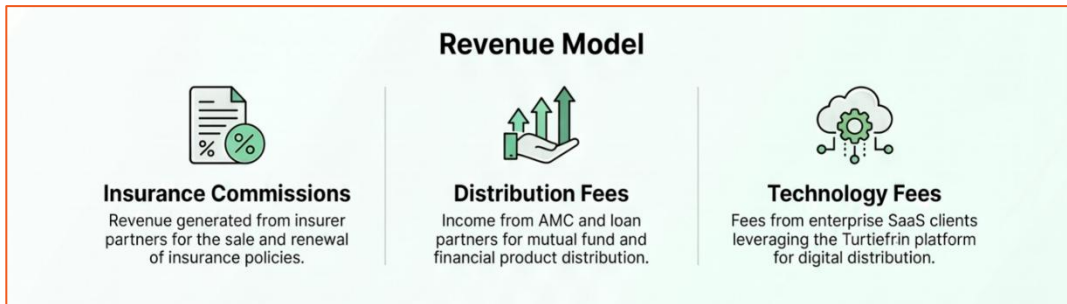 Revenue Model
% %
Insurance Commissions
Revenue generated from insurer
partners for the sale and renewal
of insurance policies.
Distribution Fees
Income from AMC and loan
partners for mutual fund and
financial product distribution.
Technology Fees
Fees from enterprise SaaS clients
leveraging the Turtiefrin platform
for digital distribution.